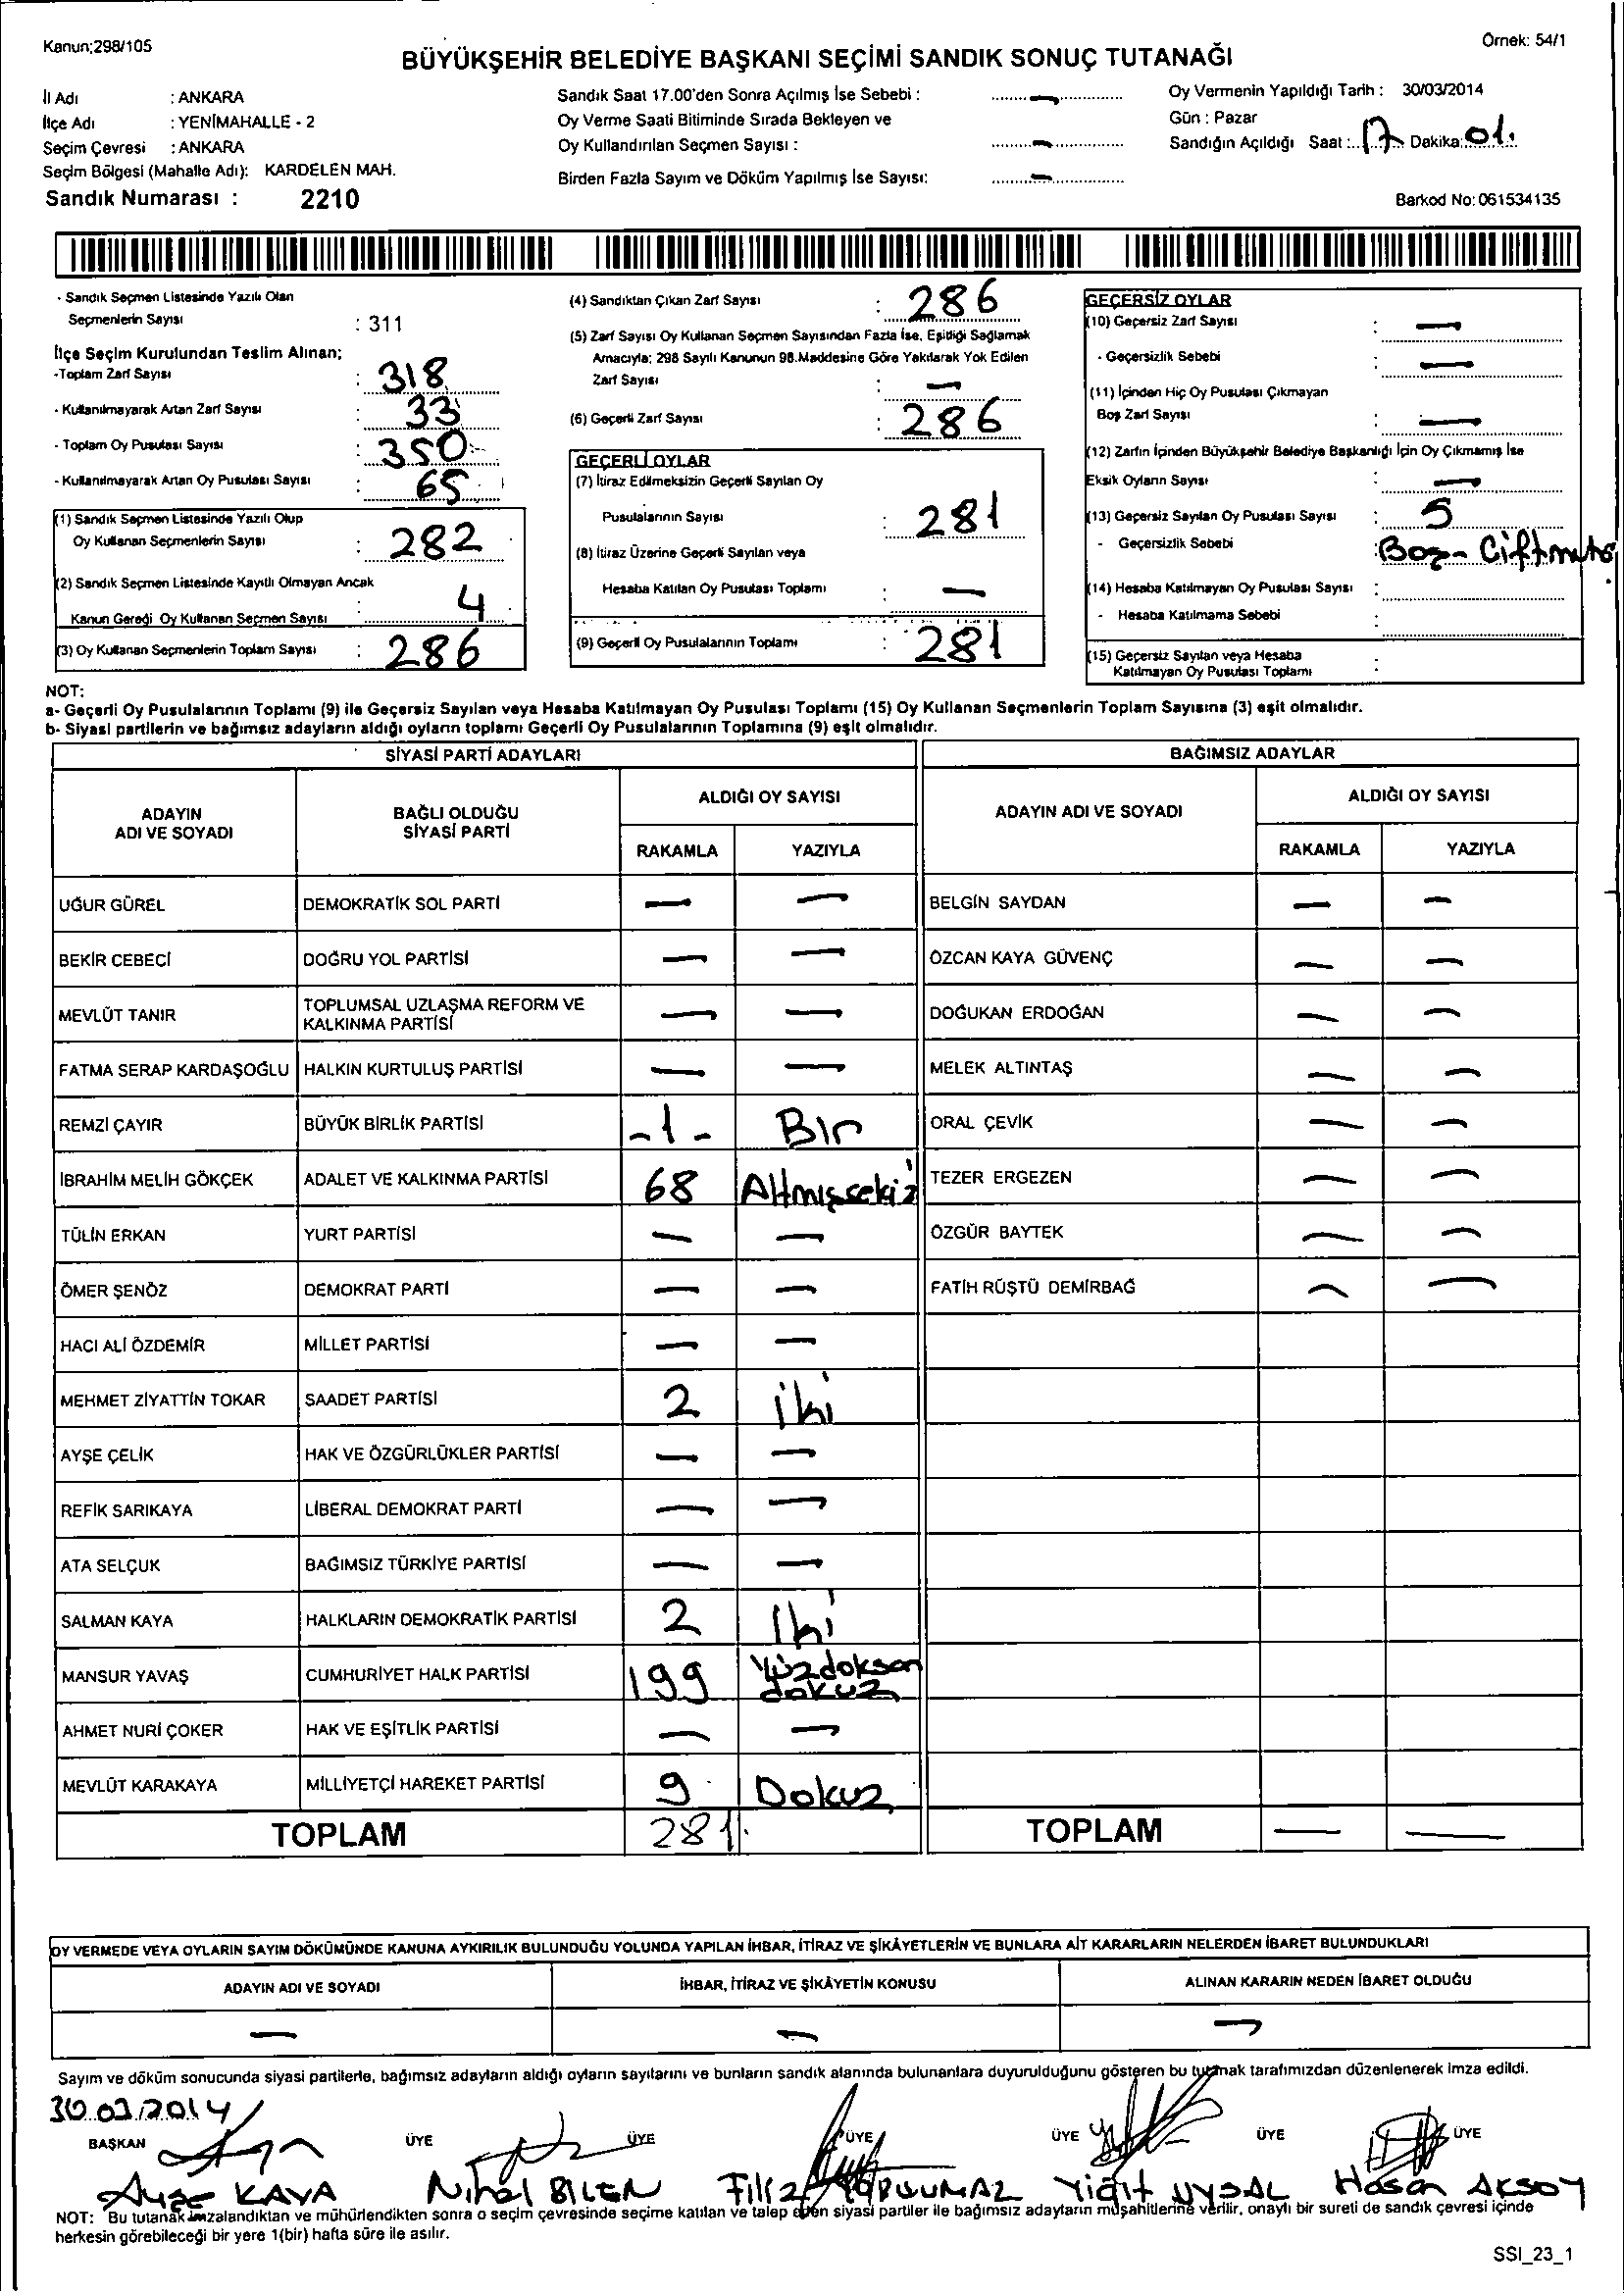 Kanun;298/105
Örnek: 54/1
BÜYÜKŞEHİR BELEDİYE BAŞKANI SEÇİMİ SANDIK SONUÇ TUTANAĞI
İl Adı : ANKARA
İlçe Adı : YENİMAHALLE - 2
Seçim Çevresi : ANKARA
Seçim Bölgesi (Mahalle Adı): KARDELEN MAH.
Sandık Numarası : 2210
Sandık Saat 17.00'den Sonra Açılmış İse Sebebi : —
Oy Verme Saati Bitiminde Sırada Bekleyen ve
Oy Kullandırılan Seçmen Sayısı : —
Birden Fazla Sayım ve Döküm Yapılmış İse Sayısı: —
Oy Vermenin Yapıldığı Tarih : 30/03/2014
Gün : Pazar
Sandığın Açıldığı Saat : 17 Dakika: 01.
Barkod No: 061534135
- Sandık Seçmen Listesinde Yazılı Olan
Seçmenlerin Sayısı : 311
İlçe Seçim Kurulundan Teslim Alınan;
-Toplam Zarf Sayısı : 318
- Kullanılmayarak Artan Zarf Sayısı : 33
- Toplam Oy Pusulası Sayısı : 350
- Kullanılmayarak Artan Oy Pusulası Sayısı : 65
(1) Sandık Seçmen Listesinde Yazılı Olup
Oy Kullanan Seçmenlerin Sayısı : 282
(2) Sandık Seçmen Listesinde Kayıtlı Olmayan Ancak
Kanun Gereği Oy Kullanan Seçmen Sayısı : 4
(3) Oy Kullanan Seçmenlerin Toplam Sayısı : 286
(4) Sandıktan Çıkan Zarf Sayısı : 286
(5) Zarf Sayısı Oy Kullanan Seçmen Sayısından Fazla İse, Eşitliği Sağlamak
Amacıyla; 298 Sayılı Kanunun 98.Maddesine Göre Yakılarak Yok Edilen
Zarf Sayısı : —
(6) Geçerli Zarf Sayısı : 286
GEÇERLİ OYLAR
(7) İtiraz Edilmeksizin Geçerli Sayılan Oy
Pusulalarının Sayısı : 281
(8) İtiraz Üzerine Geçerli Sayılan veya
Hesaba Katılan Oy Pusulası Toplamı : —
(9) Geçerli Oy Pusulalarının Toplamı : 281
GEÇERSİZ OYLAR
(10) Geçersiz Zarf Sayısı : —
- Geçersizlik Sebebi : —
(11) İçinden Hiç Oy Pusulası Çıkmayan
Boş Zarf Sayısı : —
(12) Zarfın İçinden Büyükşehir Belediye Başkanlığı İçin Oy Çıkmamış İse
Eksik Oyların Sayısı : —
(13) Geçersiz Sayılan Oy Pusulası Sayısı : 5
- Geçersizlik Sebebi : Boş - Çift
(14) Hesaba Katılmayan Oy Pusulası Sayısı :
- Hesaba Katılmama Sebebi :
(15) Geçersiz Sayılan veya Hesaba
Katılmayan Oy Pusulası Toplamı :
NOT:
a- Geçerli Oy Pusulalarının Toplamı (9) ile Geçersiz Sayılan veya Hesaba Katılmayan Oy Pusulası Toplamı (15) Oy Kullanan Seçmenlerin Toplam Sayısına (3) eşit olmalıdır.
b- Siyasi partilerin ve bağımsız adayların aldığı oyların toplamı Geçerli Oy Pusulalarının Toplamına (9) eşit olmalıdır.
SİYASİ PARTİ ADAYLARI BAĞIMSIZ ADAYLAR
ADAYIN
ADI VE SOYADI
BAĞLI OLDUĞU
SİYASİ PARTİ
ALDIĞI OY SAYISI
RAKAMLA YAZIYLA
ADAYIN ADI VE SOYADI
ALDIĞI OY SAYISI
RAKAMLA YAZIYLA
UĞUR GÜREL DEMOKRATİK SOL PARTİ — — BELGİN SAYDAN — —
BEKİR CEBECİ DOĞRU YOL PARTİSİ — — ÖZCAN KAYA GÜVENÇ — —
MEVLÜT TANIR TOPLUMSAL UZLAŞMA REFORM VE
KALKINMA PARTİSİ — — DOĞUKAN ERDOĞAN — —
FATMA SERAP KARDAŞOĞLU HALKIN KURTULUŞ PARTİSİ — — MELEK ALTINTAŞ — —
REMZİ ÇAYIR BÜYÜK BİRLİK PARTİSİ -1- Bir ORAL ÇEVİK — —
İBRAHİM MELİH GÖKÇEK ADALET VE KALKINMA PARTİSİ 68 Altmışsekiz TEZER ERGEZEN — —
TÜLİN ERKAN YURT PARTİSİ — — ÖZGÜR BAYTEK — —
ÖMER ŞENÖZ DEMOKRAT PARTİ — — FATİH RÜŞTÜ DEMİRBAĞ — —
HACI ALİ ÖZDEMİR MİLLET PARTİSİ — —
MEHMET ZİYATTİN TOKAR SAADET PARTİSİ 2 iki
AYŞE ÇELİK HAK VE ÖZGÜRLÜKLER PARTİSİ — —
REFİK SARIKAYA LİBERAL DEMOKRAT PARTİ — —
ATA SELÇUK BAĞIMSIZ TÜRKİYE PARTİSİ — —
SALMAN KAYA HALKLARIN DEMOKRATİK PARTİSİ 2 İki
MANSUR YAVAŞ CUMHURİYET HALK PARTİSİ 199 Yüzdoksan
dokuz
AHMET NURİ ÇOKER HAK VE EŞİTLİK PARTİSİ — —
MEVLÜT KARAKAYA MİLLİYETÇİ HAREKET PARTİSİ 9 Dokuz
TOPLAM 281 TOPLAM — —
OY VERMEDE VEYA OYLARIN SAYIM DÖKÜMÜNDE KANUNA AYKIRILIK BULUNDUĞU YOLUNDA YAPILAN İHBAR, İTİRAZ VE ŞİKÂYETLERİN VE BUNLARA AİT KARARLARIN NELERDEN İBARET BULUNDUKLARI
ADAYIN ADI VE SOYADI İHBAR, İTİRAZ VE ŞİKÂYETİN KONUSU ALINAN KARARIN NEDEN İBARET OLDUĞU
— — —
Sayım ve döküm sonucunda siyasi partilerle, bağımsız adayların aldığı oyların sayılarını ve bunların sandık alanında bulunanlara duyurulduğunu gösteren bu tutanak tarafımızdan düzenlenerek imza edildi.
30.03.2014
BAŞKAN ÜYE ÜYE ÜYE ÜYE ÜYE ÜYE
Ayşe KAYA Nihal BİLEN Filiz Yiğit UYSAL Hasan AKSOY
NOT: Bu tutanak imzalandıktan ve mühürlendikten sonra o seçim çevresinde seçime katılan ve talep eden siyasi partiler ile bağımsız adayların müşahitlerine verilir, onaylı bir sureti de sandık çevresi içinde
herkesin görebileceği bir yere 1(bir) hafta süre ile asılır.
SSI_23_1